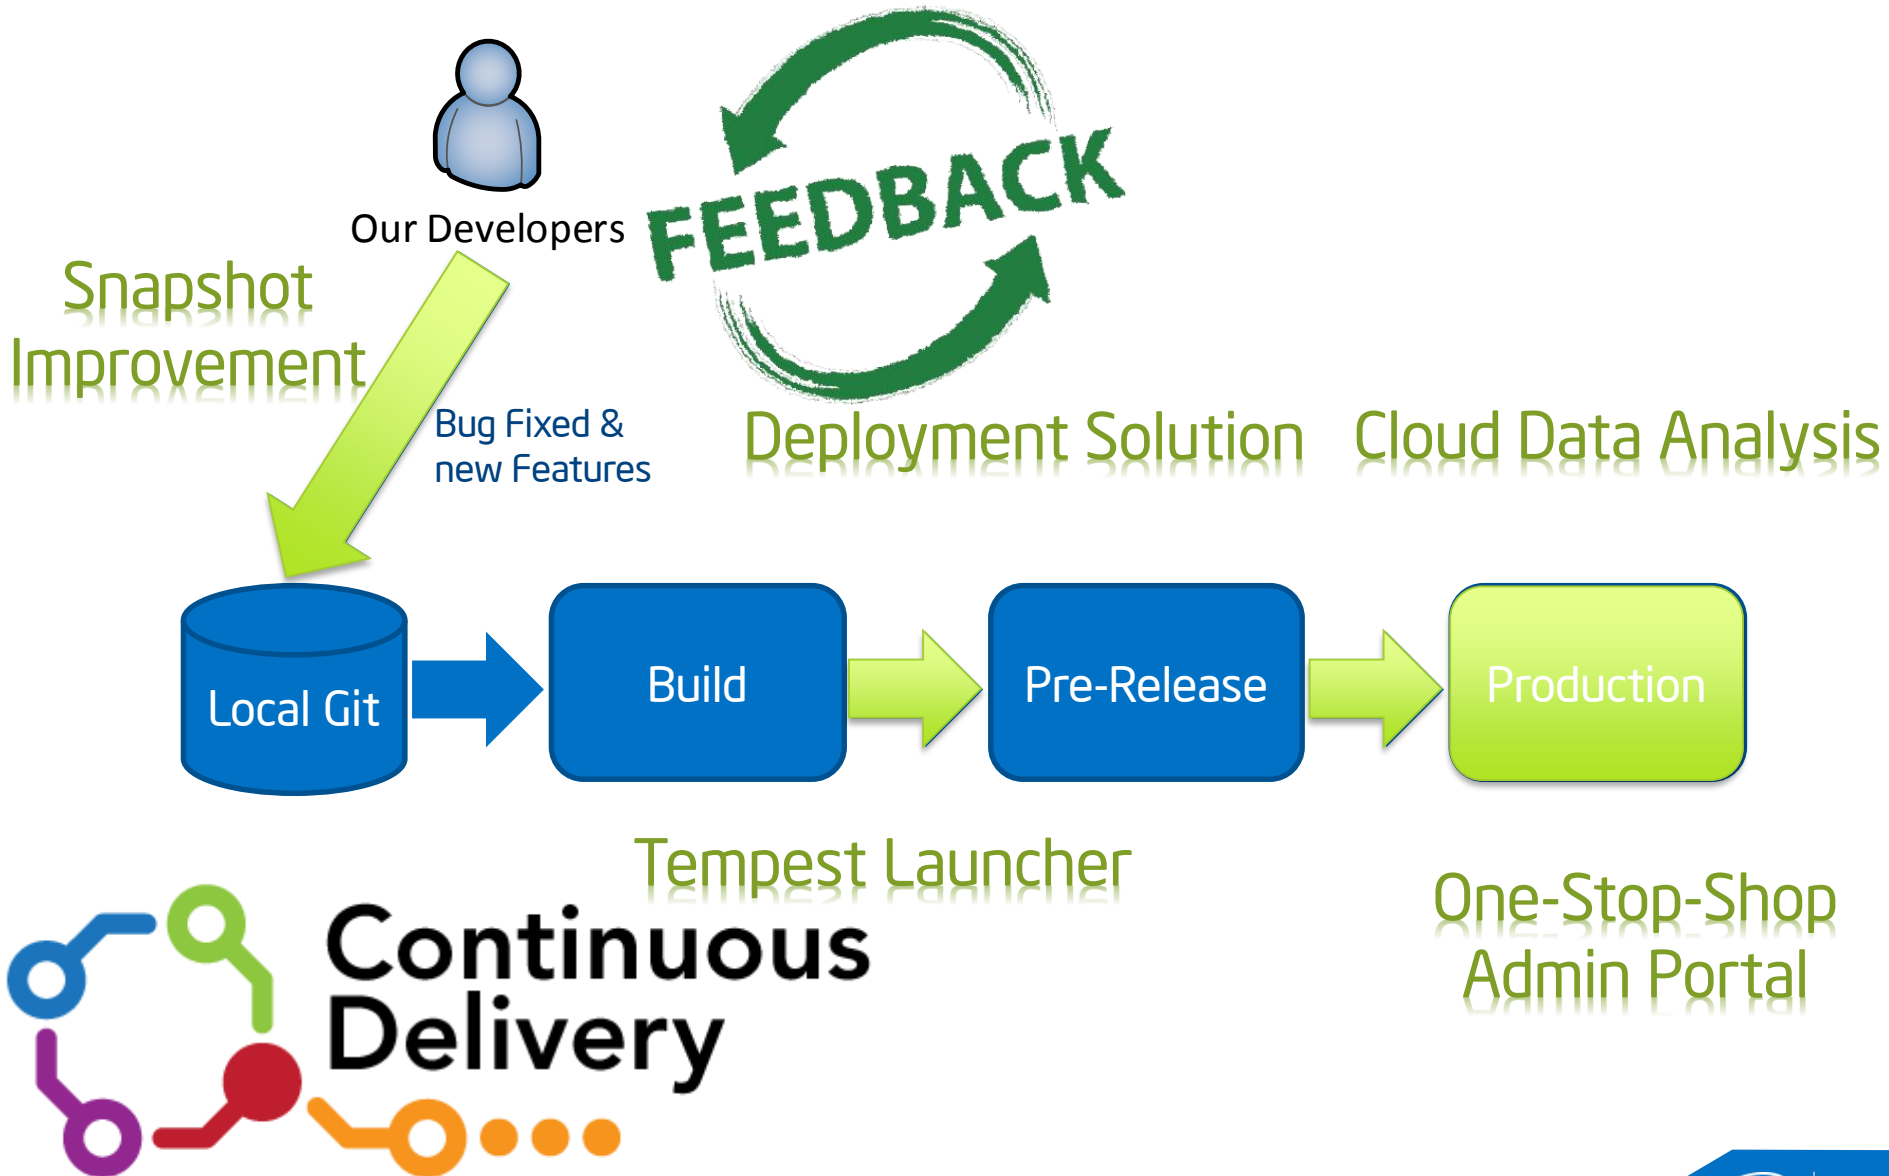 Our Developers
FEEDBACK
Snapshot
Improvement
Bug Fixed &
new Features
Deployment Solution
Cloud Data Analysis
Local Git
Build
Pre-Release
Production
Tempest Launcher
One-Stop-Shop
Admin Portal
Continuous
Delivery